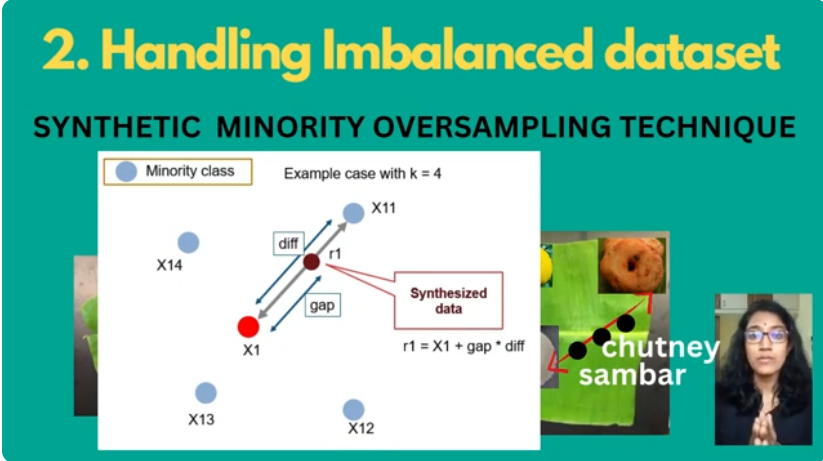 2. Handling Imbalanced dataset
SYNTHETIC MINORITY OVERSAMPLING TECHNIQUE
Minority class
Example case with k = 4
X11
diff
r1
X14
gap
Synthesized
data
X1
r1 = X1 + gap * diff
chutney
sambar
X13
X12